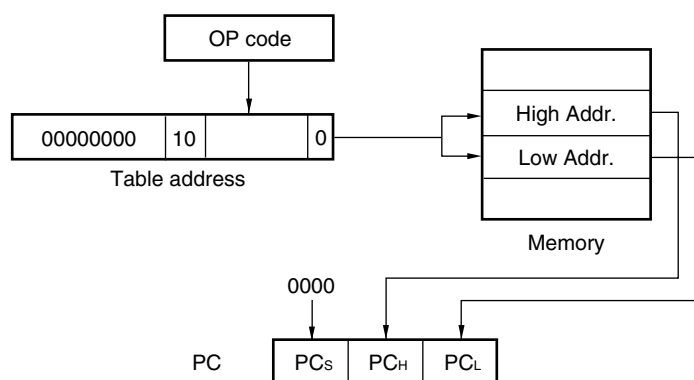 OP code
00000000 10 0
Table address
High Addr.
Low Addr.
Memory
0000
PC PCS PCH PCL